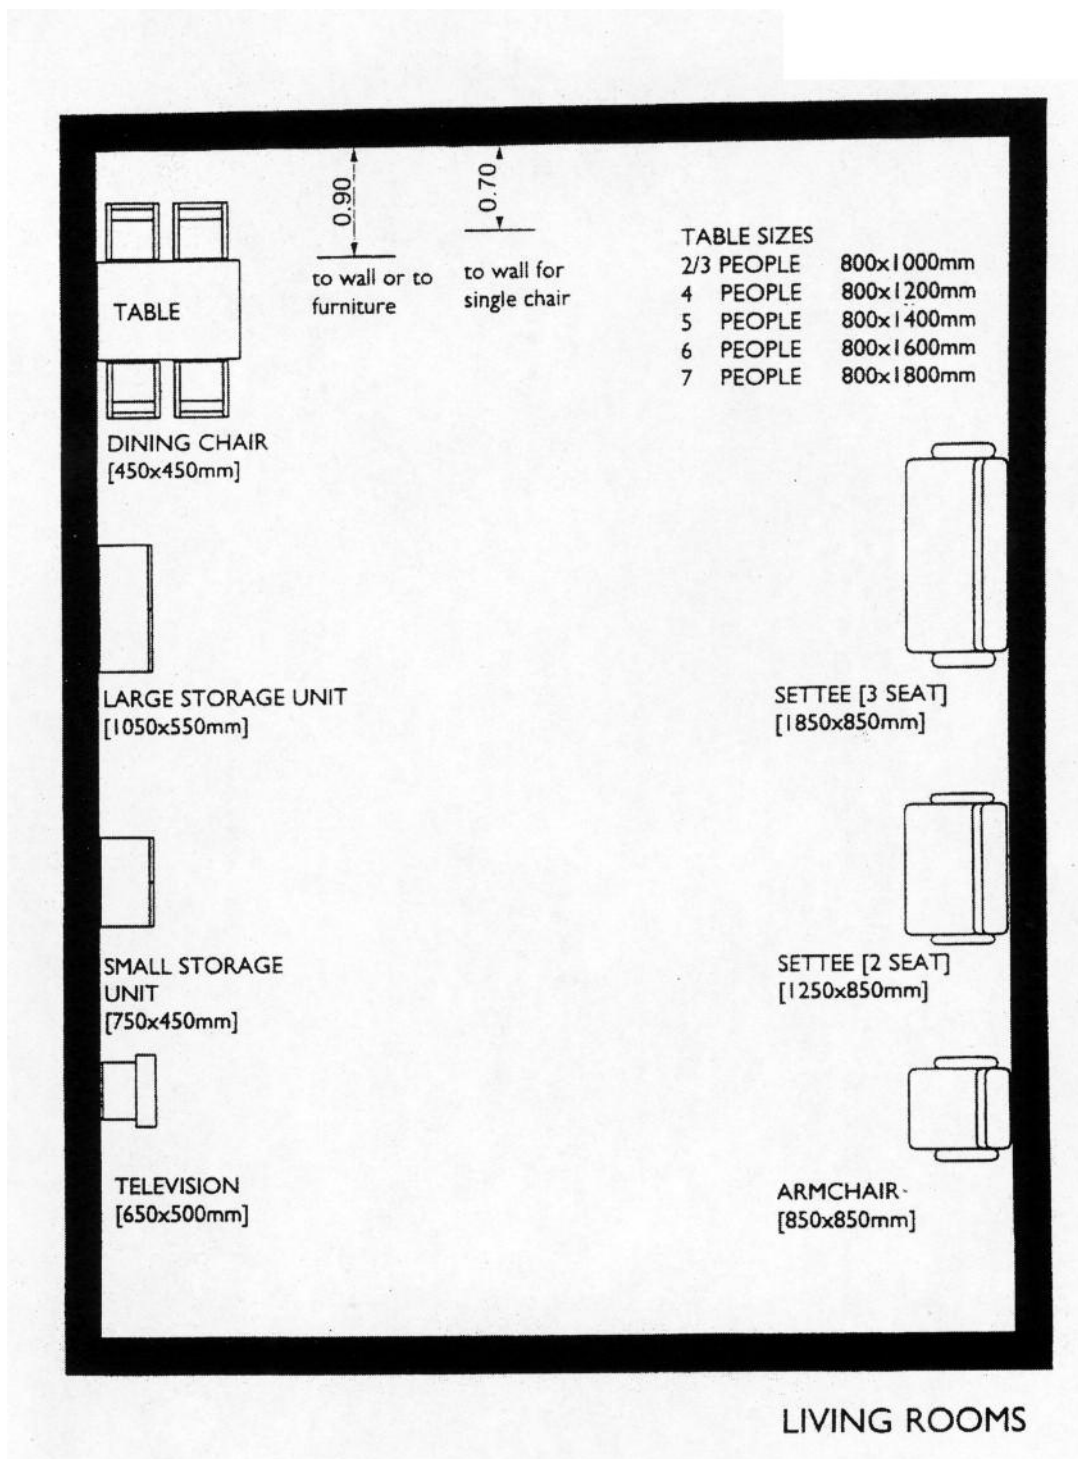 0.90
0.70
to wall or to
furniture
to wall for
single chair
TABLE SIZES
2/3 PEOPLE 800x1000mm
4 PEOPLE 800x1200mm
5 PEOPLE 800x1400mm
6 PEOPLE 800x1600mm
7 PEOPLE 800x1800mm
TABLE
DINING CHAIR
[450x450mm]
LARGE STORAGE UNIT
[1050x550mm]
SETTEE [3 SEAT]
[1850x850mm]
SMALL STORAGE
UNIT
[750x450mm]
SETTEE [2 SEAT]
[1250x850mm]
TELEVISION
[650x500mm]
ARMCHAIR
[850x850mm]
LIVING ROOMS